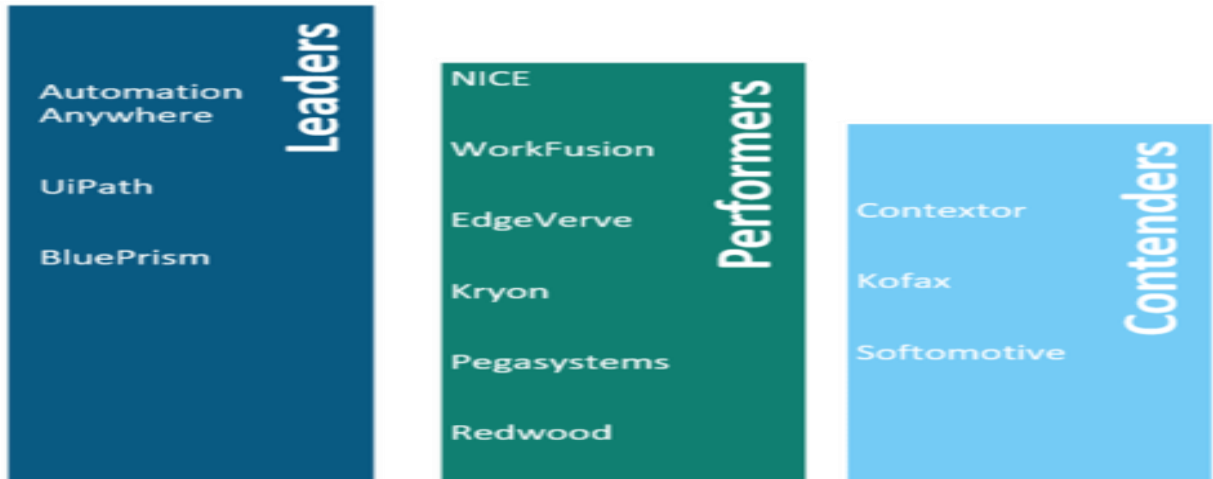 Leaders
Automation
Anywhere
UiPath
BluePrism
Performers
NICE
WorkFusion
EdgeVerve
Kryon
Pegasystems
Redwood
Contenders
Contextor
Kofax
Softomotive